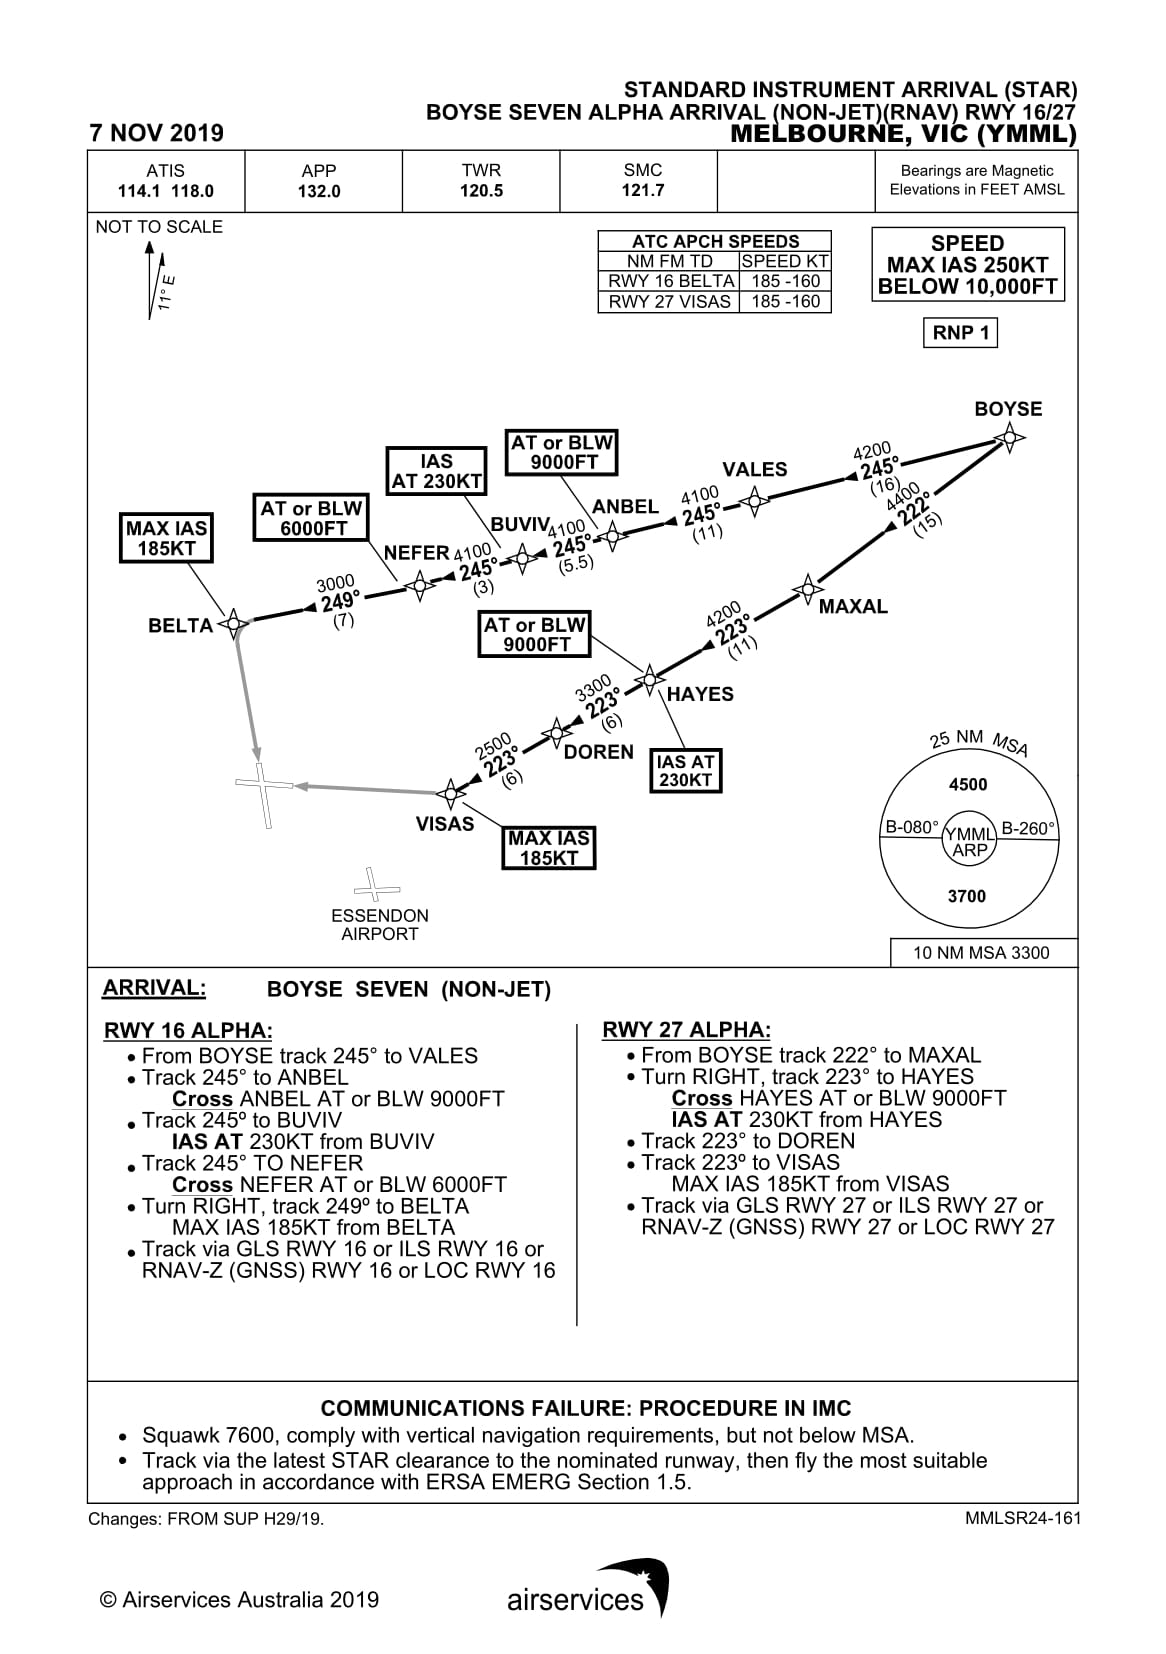 STANDARD INSTRUMENT ARRIVAL (STAR)
BOYSE SEVEN ALPHA ARRIVAL (NON-JET)(RNAV) RWY 16/27
7 NOV 2019
MELBOURNE, VIC (YMML)
ATIS
114.1 118.0
APP
132.0
TWR
120.5
SMC
121.7
Bearings are Magnetic
Elevations in FEET AMSL
NOT TO SCALE
11° E
ATC APCH SPEEDS
NM FM TD SPEED KT
RWY 16 BELTA 185 -160
RWY 27 VISAS 185 -160
SPEED
MAX IAS 250KT
BELOW 10,000FT
RNP 1
BOYSE
4200
245°
(16)
4400
222°
(15)
VALES
4100
245°
(11)
AT or BLW
9000FT
ANBEL
4100
245°
(5.5)
IAS
AT 230KT
BUVIV
4100
245°
(3)
AT or BLW
6000FT
NEFER
3000
249°
(7)
MAX IAS
185KT
BELTA
MAXAL
4200
223°
(11)
AT or BLW
9000FT
HAYES
IAS AT
230KT
3300
223°
(6)
DOREN
2500
223°
(6)
VISAS
MAX IAS
185KT
ESSENDON
AIRPORT
25 NM MSA
4500
B-080°
YMML
ARP
B-260°
3700
10 NM MSA 3300
ARRIVAL: BOYSE SEVEN (NON-JET)
RWY 16 ALPHA:
• From BOYSE track 245° to VALES
• Track 245° to ANBEL
Cross ANBEL AT or BLW 9000FT
• Track 245º to BUVIV
IAS AT 230KT from BUVIV
• Track 245° TO NEFER
Cross NEFER AT or BLW 6000FT
• Turn RIGHT, track 249º to BELTA
MAX IAS 185KT from BELTA
• Track via GLS RWY 16 or ILS RWY 16 or
RNAV-Z (GNSS) RWY 16 or LOC RWY 16
RWY 27 ALPHA:
• From BOYSE track 222° to MAXAL
• Turn RIGHT, track 223° to HAYES
Cross HAYES AT or BLW 9000FT
IAS AT 230KT from HAYES
• Track 223° to DOREN
• Track 223º to VISAS
MAX IAS 185KT from VISAS
• Track via GLS RWY 27 or ILS RWY 27 or
RNAV-Z (GNSS) RWY 27 or LOC RWY 27
COMMUNICATIONS FAILURE: PROCEDURE IN IMC
• Squawk 7600, comply with vertical navigation requirements, but not below MSA.
• Track via the latest STAR clearance to the nominated runway, then fly the most suitable
approach in accordance with ERSA EMERG Section 1.5.
Changes: FROM SUP H29/19.
MMLSR24-161
© Airservices Australia 2019
airservices